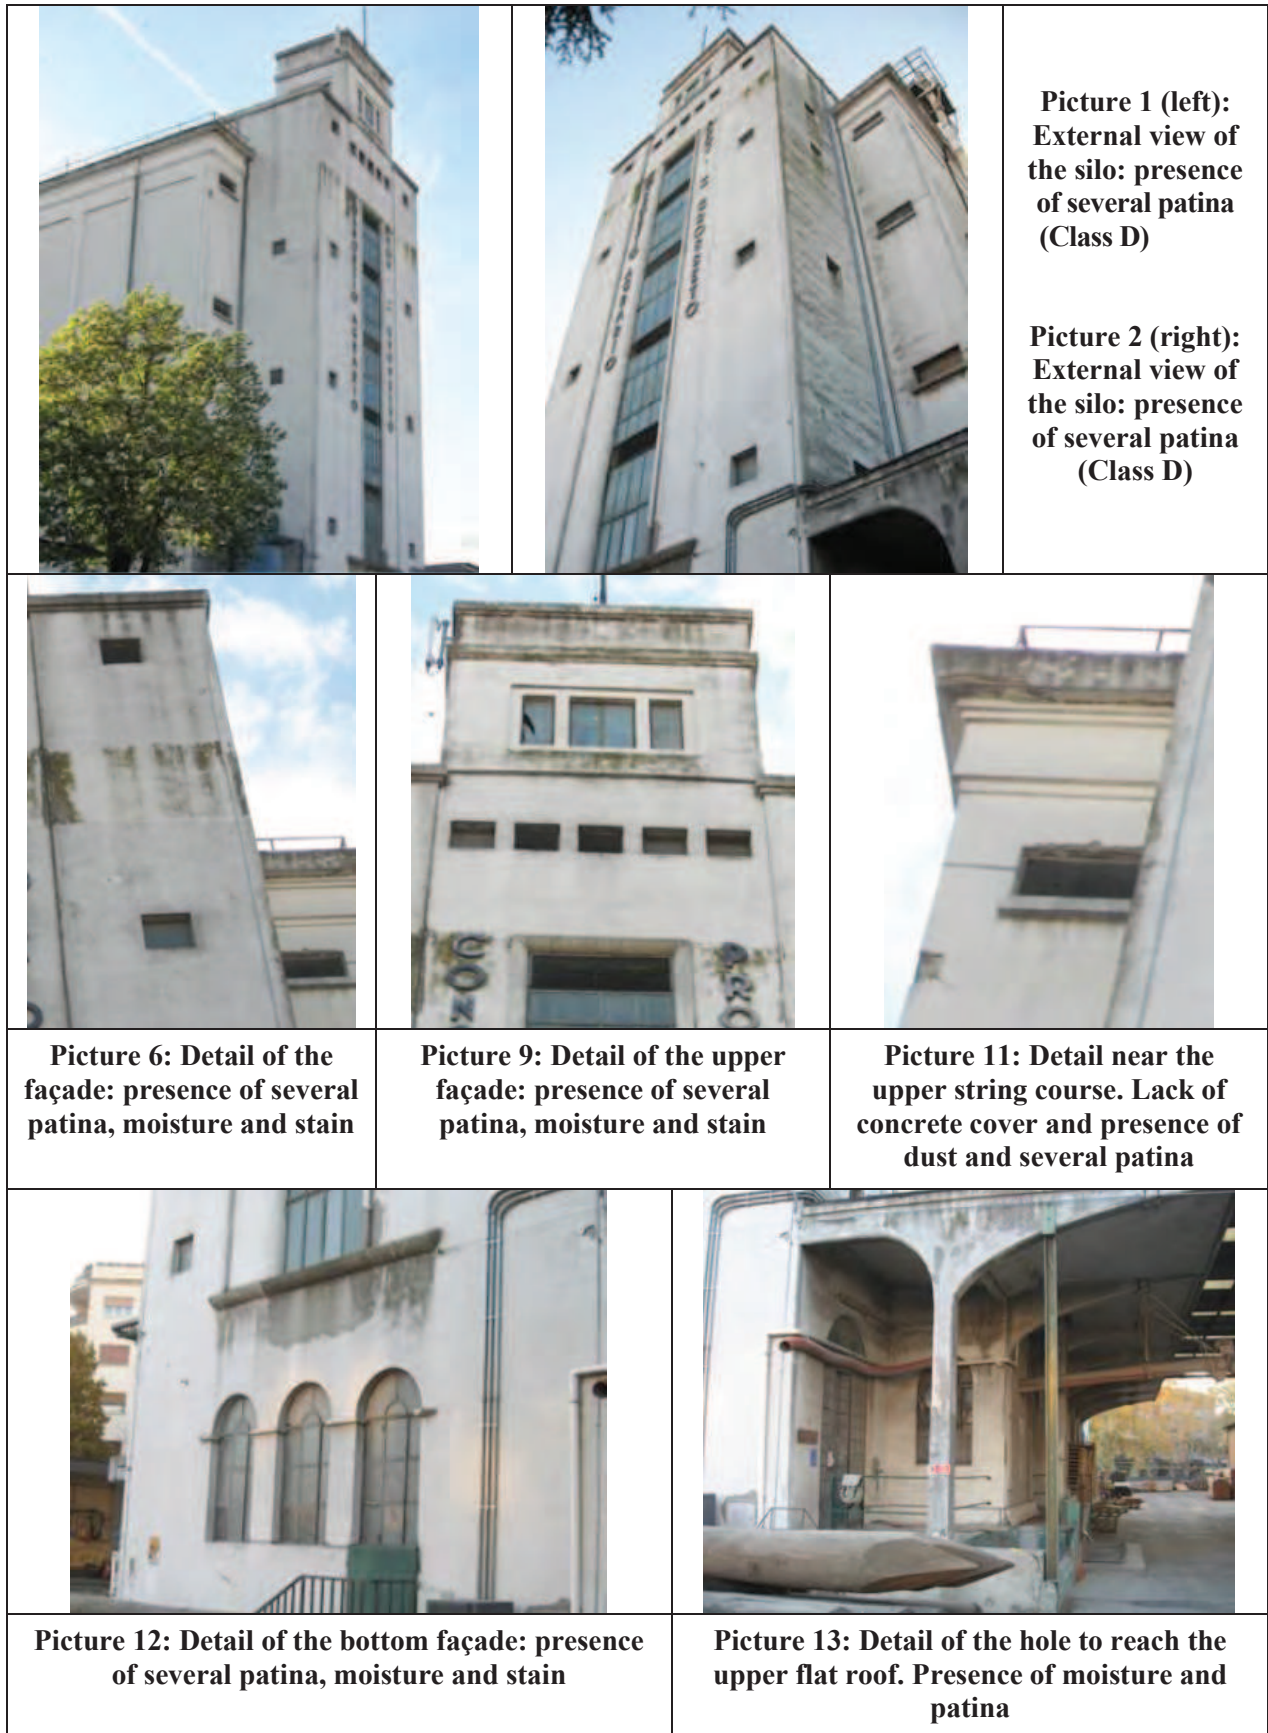 Picture 1 (left):
External view of
the silo: presence
of several patina
(Class D)
Picture 2 (right):
External view of
the silo: presence
of several patina
(Class D)
CON
PRO
Picture 6: Detail of the
façade: presence of several
patina, moisture and stain
Picture 9: Detail of the upper
façade: presence of several
patina, moisture and stain
Picture 11: Detail near the
upper string course. Lack of
concrete cover and presence of
dust and several patina
Picture 12: Detail of the bottom façade: presence
of several patina, moisture and stain
Picture 13: Detail of the hole to reach the
upper flat roof. Presence of moisture and
patina